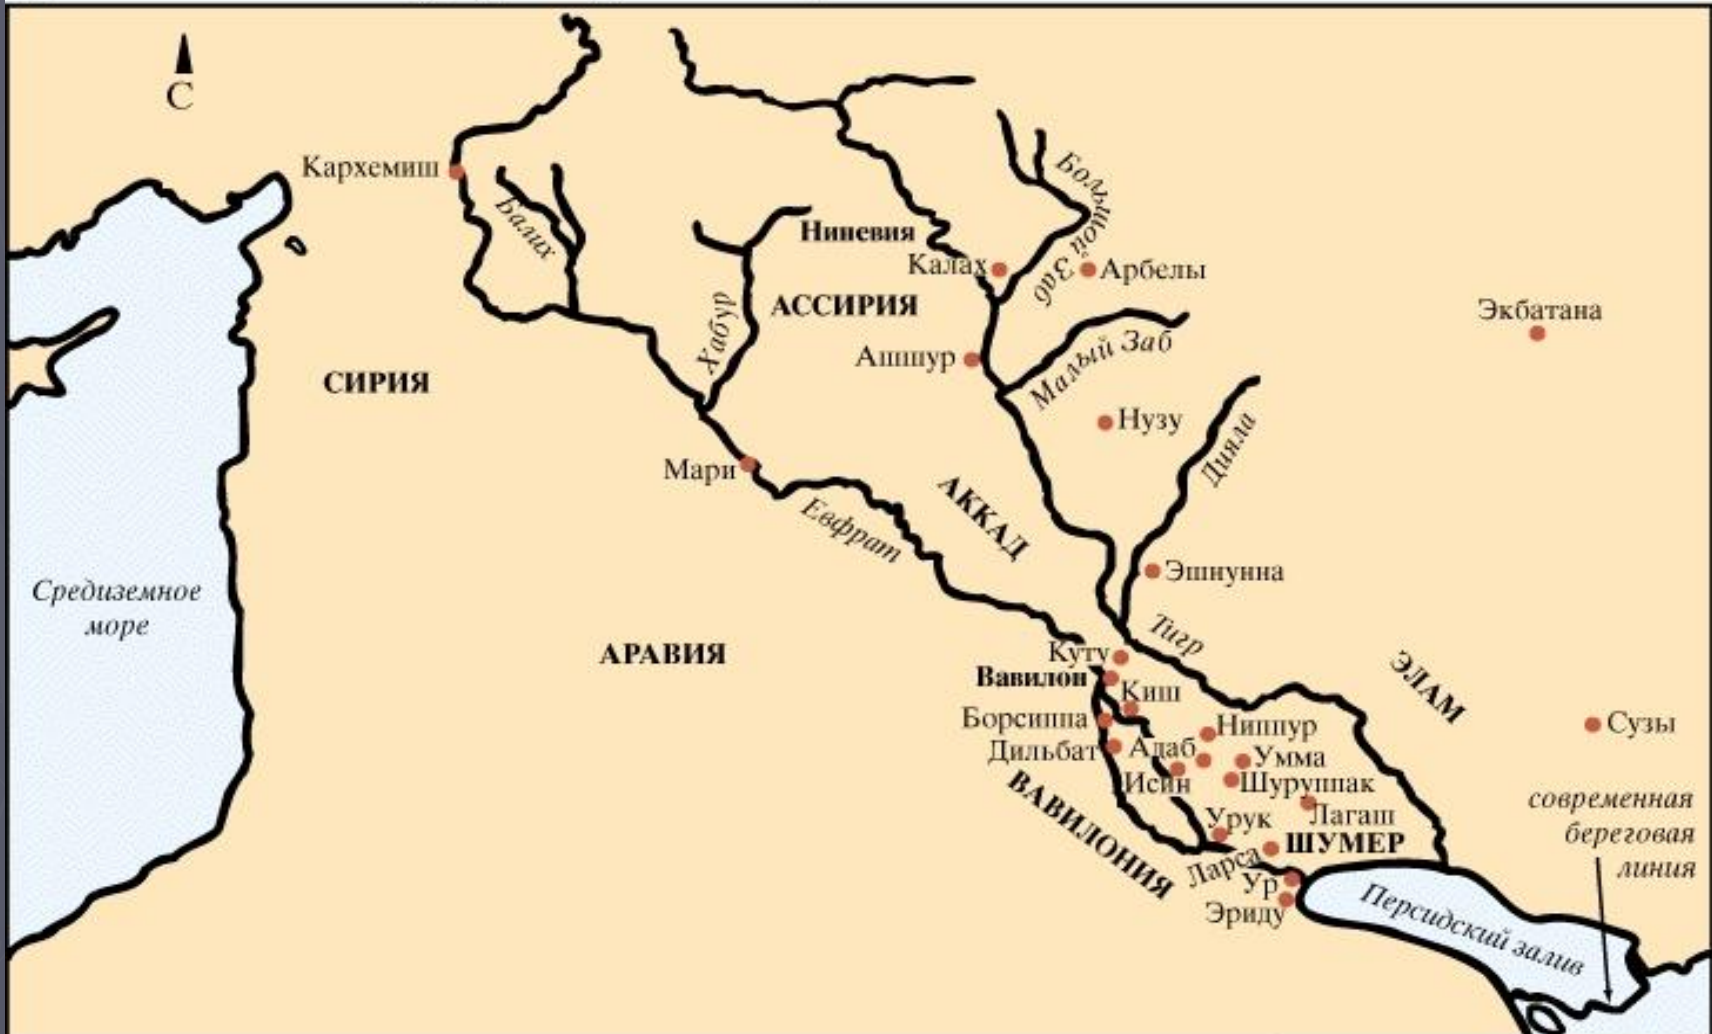 С
Кархемиш
Балих
Большой Заб
Ниневия
Калах
Арбелы
Хабур
АССИРИЯ
Экбатана
Ашшур
Малый Заб
СИРИЯ
Нузу
Дияла
Мари
АККАД
Евфрат
Эшнунна
Средиземное
море
Тигр
АРАВИЯ
Куту
ЭЛАМ
Вавилон
Киш
Борсиппа
Ниппур
Сузы
Дильбат
Адаб
Умма
Исин
Шуруппак
ВАВИЛОНИЯ
современная
береговая
линия
Лагаш
Урук
ШУМЕР
Ларса
Ур
Эриду
Персидский залив